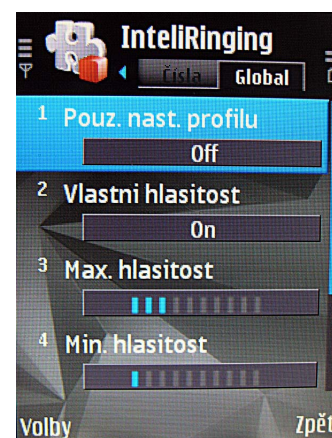 InteliRinging
Čísla Global
1 Pouz. nast. profilu
Off
2 Vlastni hlasitost
On
3 Max. hlasitost
4 Min. hlasitost
Volby Zpět